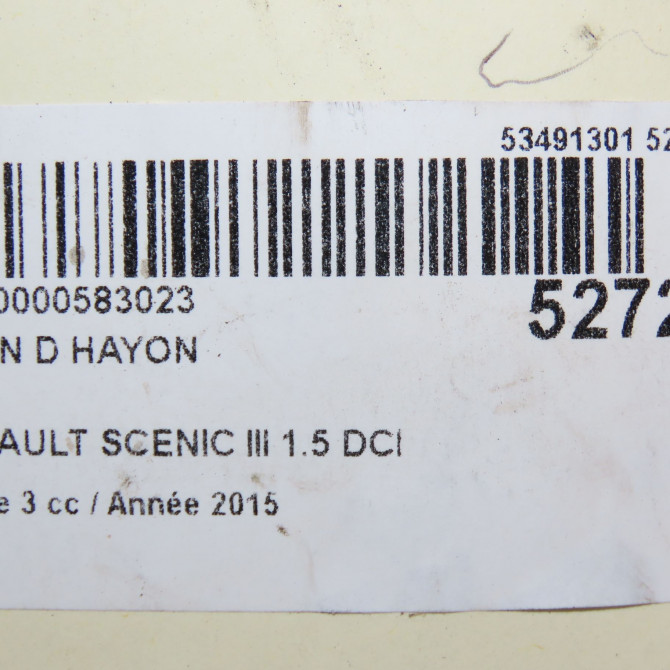 53491301 52
0000583023
5272
N D HAYON
AULT SCENIC III 1.5 DCI
e 3 cc / Année 2015